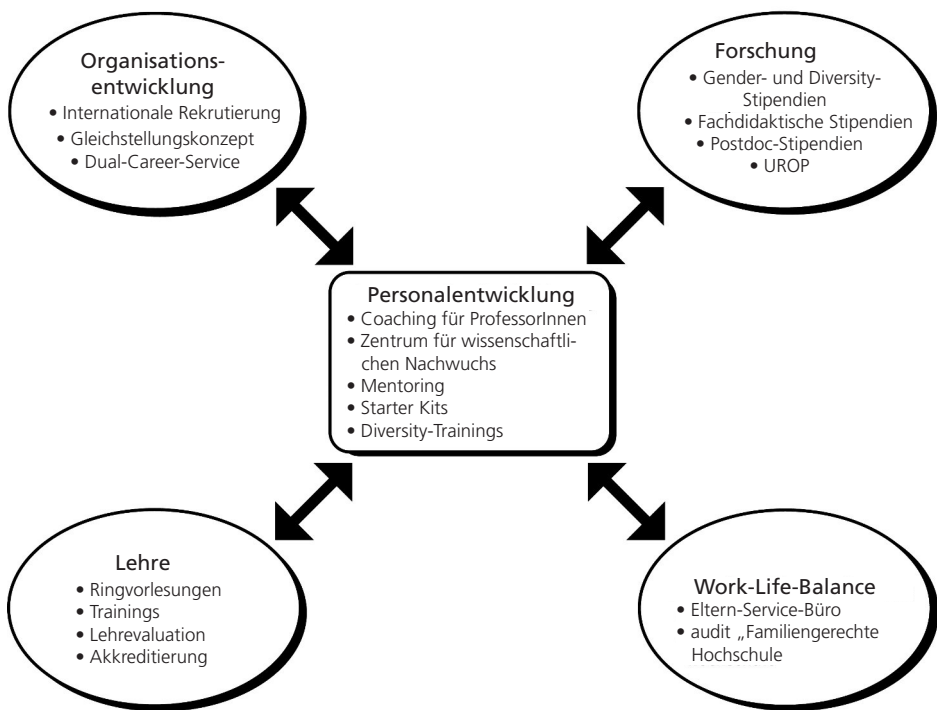 Organisations-
entwicklung
• Internationale Rekrutierung
• Gleichstellungskonzept
• Dual-Career-Service
Forschung
• Gender- und Diversity-
Stipendien
• Fachdidaktische Stipendien
• Postdoc-Stipendien
• UROP
Personalentwicklung
• Coaching für ProfessorInnen
• Zentrum für wissenschaftli-
chen Nachwuchs
• Mentoring
• Starter Kits
• Diversity-Trainings
Lehre
• Ringvorlesungen
• Trainings
• Lehrevaluation
• Akkreditierung
Work-Life-Balance
• Eltern-Service-Büro
• audit „Familiengerechte
Hochschule